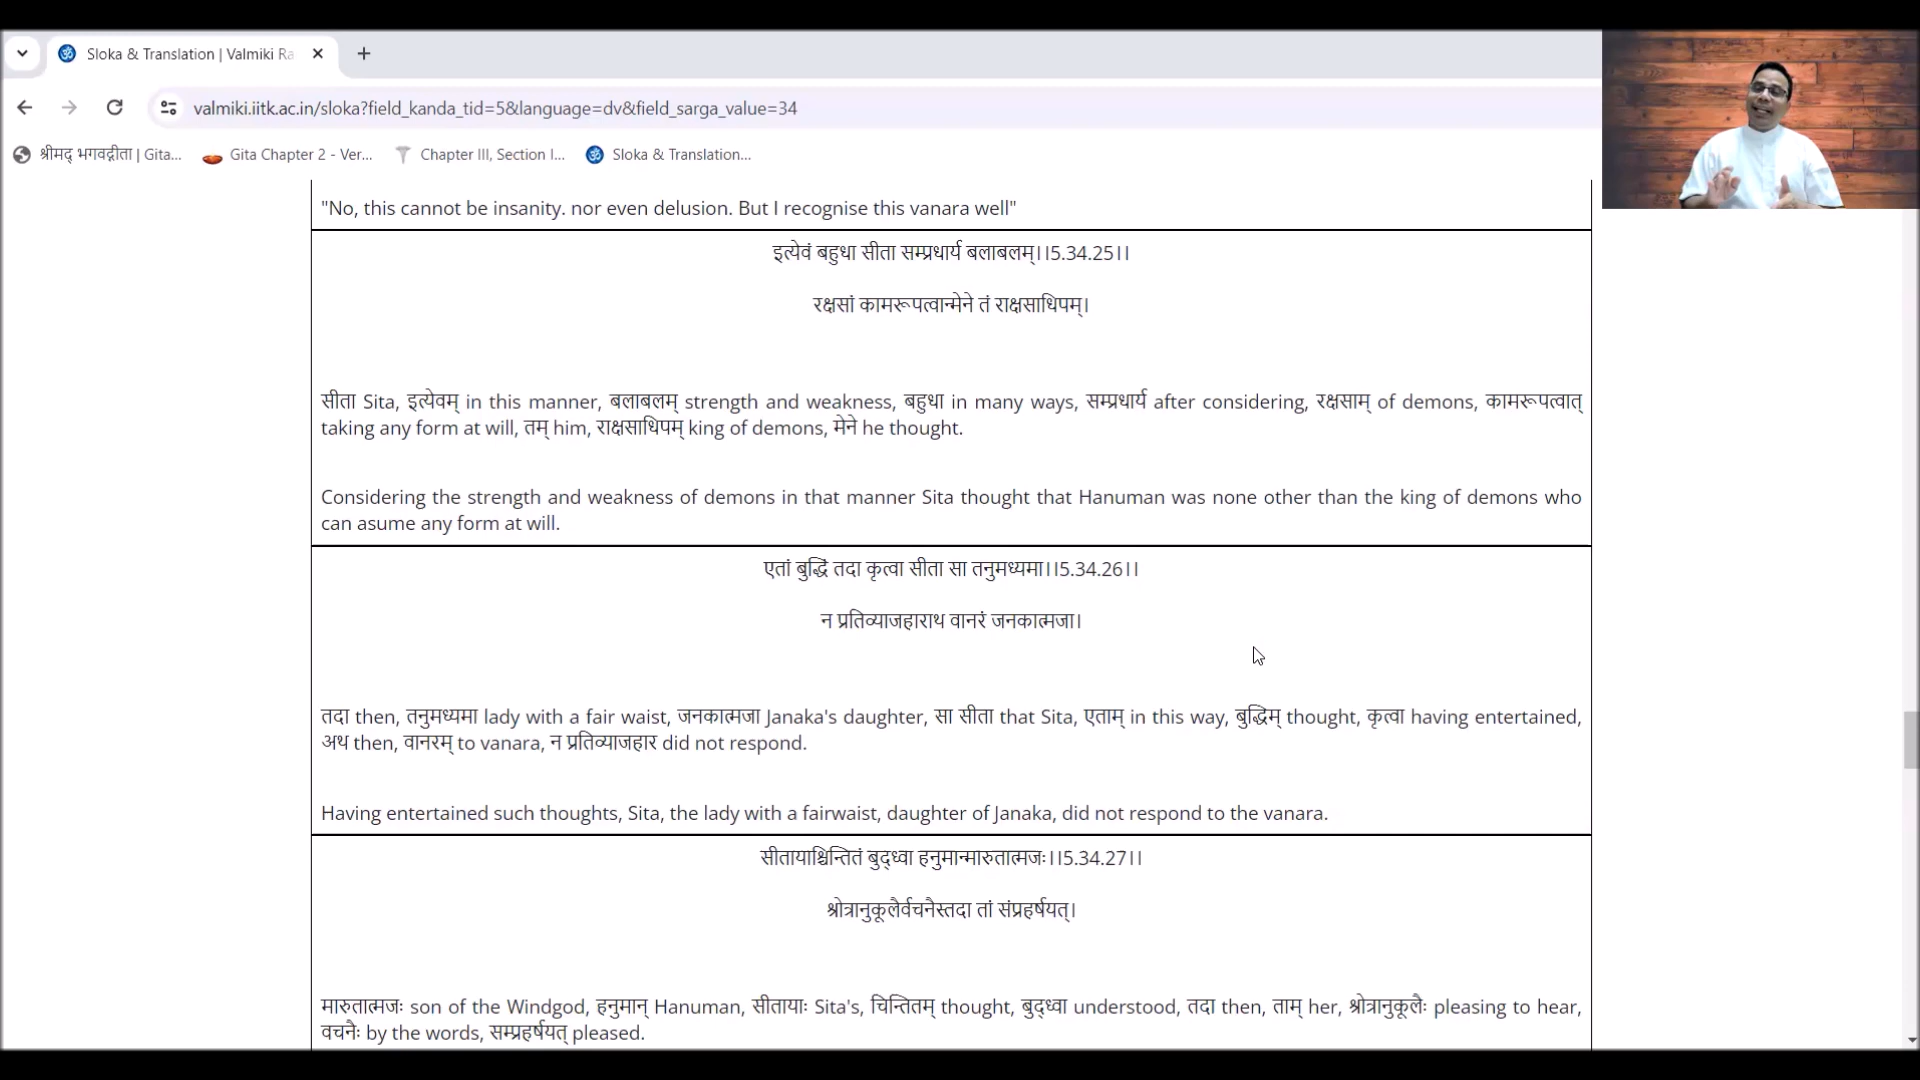 Sloka & Translation | Valmiki Ra
valmiki.iitk.ac.in/sloka?field_kanda_tid=5&language=dv&field_sarga_value=34
श्रीमद् भगवद्गीता | Gita...
Gita Chapter 2 - Ver...
Chapter III, Section I...
Sloka & Translation...
"No, this cannot be insanity. nor even delusion. But I recognise this vanara well"
इत्येवं बहुधा सीता सम्प्रधार्य बलाबलम्।।5.34.25।।
रक्षसां कामरूपत्वान्मेने तं राक्षसाधिपम्।
सीता Sita, इत्येवम् in this manner, बलाबलम् strength and weakness, बहुधा in many ways, सम्प्रधार्य after considering, रक्षसाम् of demons, कामरूपत्वात्
taking any form at will, तम् him, राक्षसाधिपम् king of demons, मेने he thought.
Considering the strength and weakness of demons in that manner Sita thought that Hanuman was none other than the king of demons who
can asume any form at will.
एतां बुद्धिं तदा कृत्वा सीता सा तनुमध्यमा।।5.34.26।।
न प्रतिव्याजहाराथ वानरं जनकात्मजा।
तदा then, तनुमध्यमा lady with a fair waist, जनकात्मजा Janaka's daughter, सा सीता that Sita, एताम् in this way, बुद्धिम् thought, कृत्वा having entertained,
अथ then, वानरम् to vanara, न प्रतिव्याजहार did not respond.
Having entertained such thoughts, Sita, the lady with a fairwaist, daughter of Janaka, did not respond to the vanara.
सीतायाश्चिन्तितं बुद्ध्वा हनुमान्मारुतात्मजः।।5.34.27।।
श्रोत्रानुकूलैर्वचनैस्तदा तां संप्रहर्षयत्।
मारुतात्मजः son of the Windgod, हनुमान् Hanuman, सीतायाः Sita's, चिन्तितम् thought, बुद्ध्वा understood, तदा then, ताम् her, श्रोत्रानुकूलैः pleasing to hear,
वचनैः by the words, सम्प्रहर्षयत् pleased.